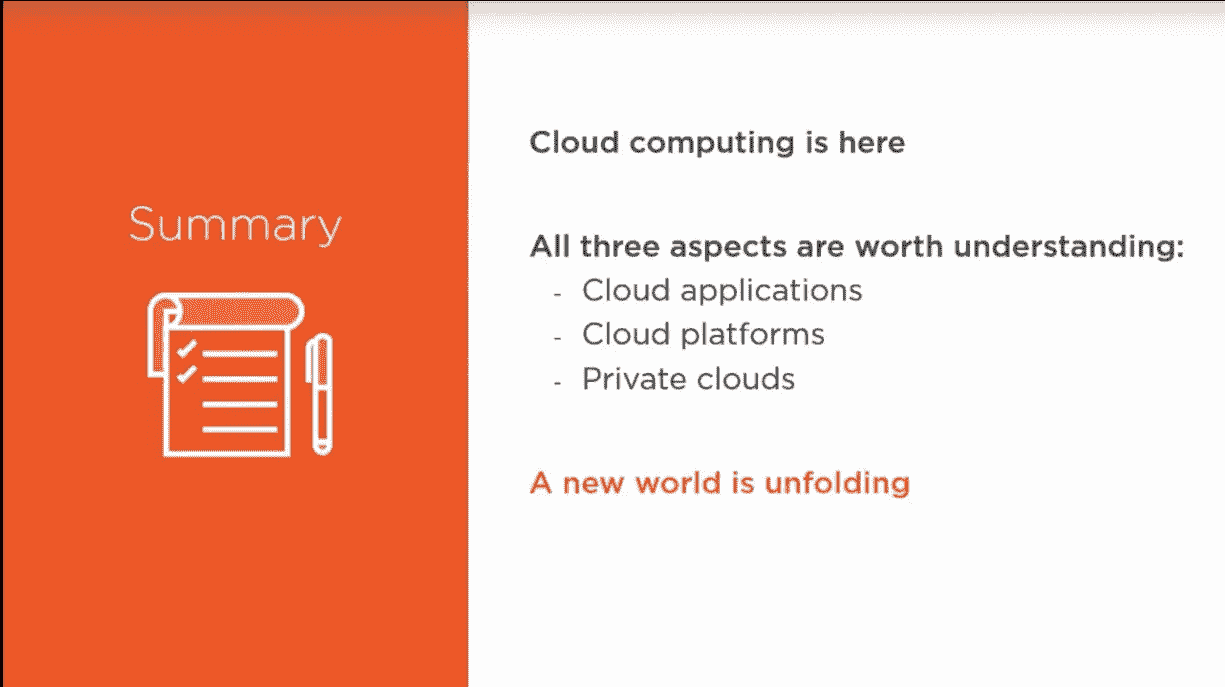 Summary
Cloud computing is here
All three aspects are worth understanding:
- Cloud applications
- Cloud platforms
- Private clouds
A new world is unfolding